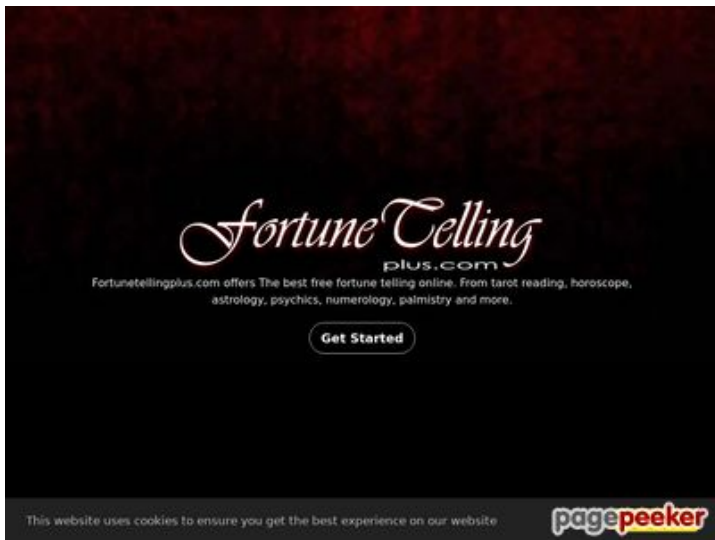 Fortune Telling
plus.com
Fortunetellingplus.com offers The best free fortune telling online. From tarot reading, horoscope,
astrology, psychics, numerology, palmistry and more.
Get Started
This website uses cookies to ensure you get the best experience on our website
pagepeeker